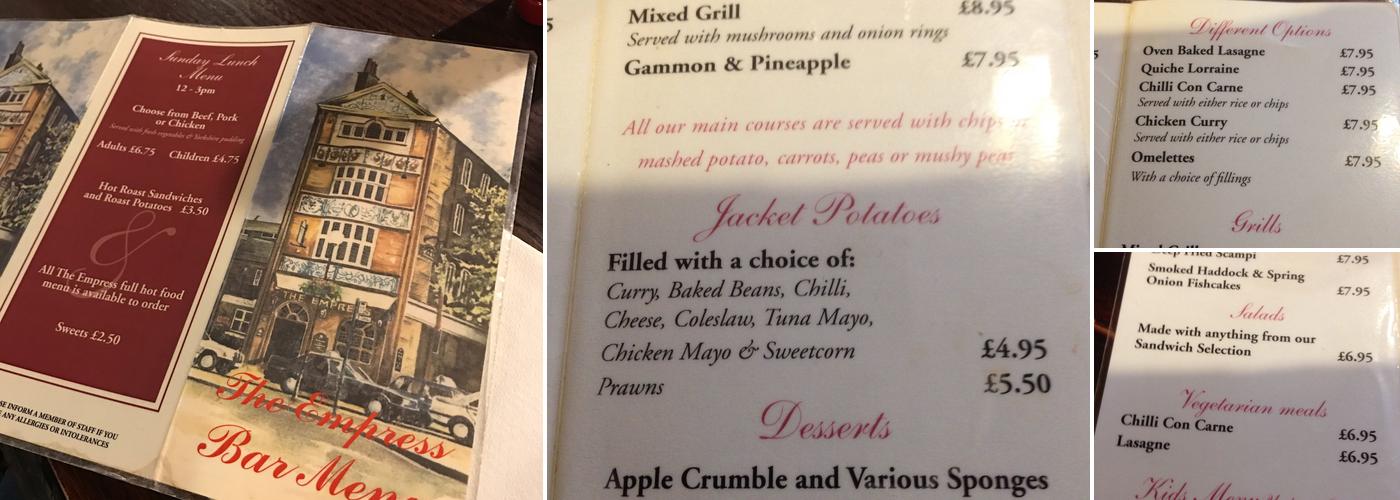 Sunday Lunch
Menu
12 - 3pm
Choose from Beef, Pork
or Chicken
Served with fresh vegetables & Yorkshire pudding
Adults £6.75 Children £4.75
Hot Roast Sandwiches
and Roast Potatoes £3.50
&
All The Empress full hot food
menu is available to order
Sweets £2.50
INFORM A MEMBER OF STAFF IF YOU
ANY ALLERGIES OR INTOLERANCES
THE EMPRESS
The Empress
Bar Menu
Mixed Grill £8.95
Served with mushrooms and onion rings
Gammon & Pineapple £7.95
All our main courses are served with chips or
mashed potato, carrots, peas or mushy peas
Jacket Potatoes
Filled with a choice of:
Curry, Baked Beans, Chilli,
Cheese, Coleslaw, Tuna Mayo,
Chicken Mayo & Sweetcorn £4.95
Prawns £5.50
Desserts
Apple Crumble and Various Sponges
Different Options
Oven Baked Lasagne £7.95
Quiche Lorraine £7.95
Chilli Con Carne £7.95
Served with either rice or chips
Chicken Curry £7.95
Served with either rice or chips
Omelettes £7.95
With a choice of fillings
Grills
Mixed Grill
Deep Fried Scampi £7.95
Smoked Haddock & Spring
Onion Fishcakes £7.95
Salads
Made with anything from our
Sandwich Selection £6.95
Vegetarian meals
Chilli Con Carne £6.95
Lasagne £6.95
Kids Menu